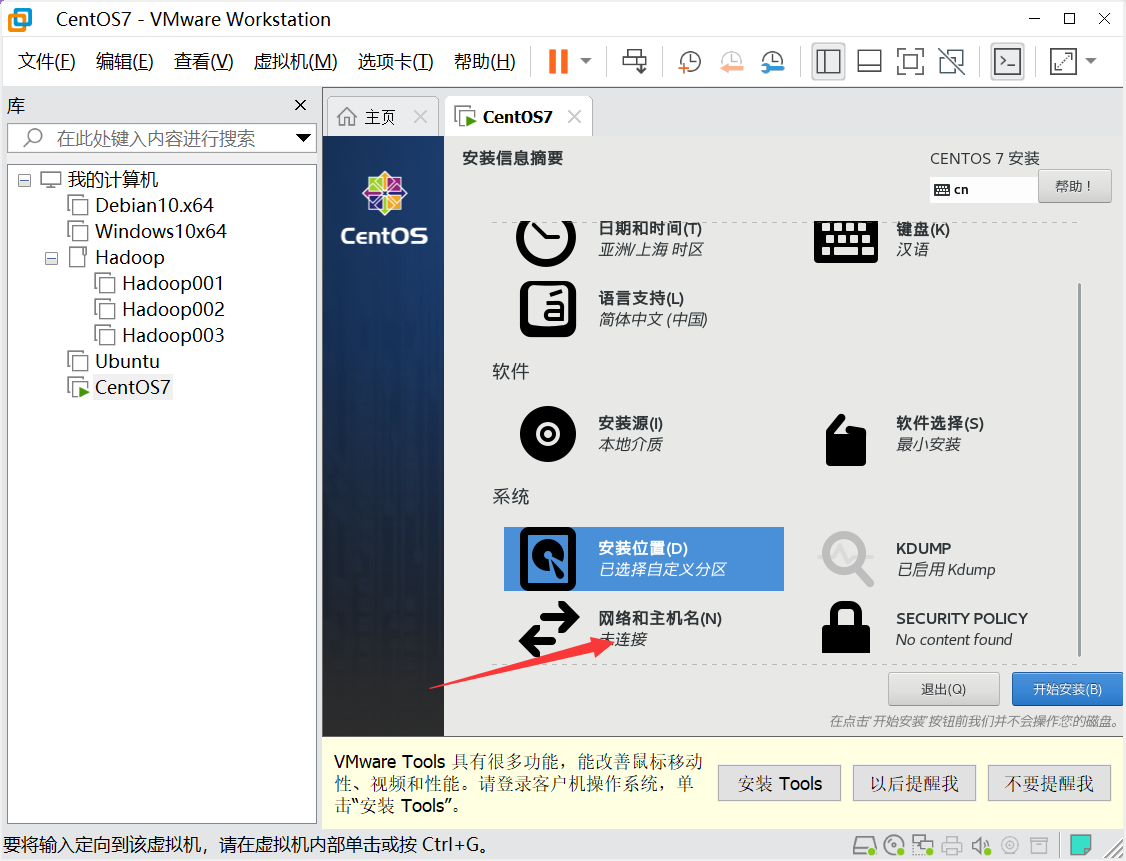 CentOS7 - VMware Workstation
文件(F) 编辑(E) 查看(V) 虚拟机(M) 选项卡(T) 帮助(H)
库
在此处键入内容进行搜索
我的计算机
Debian10.x64
Windows10x64
Hadoop
Hadoop001
Hadoop002
Hadoop003
Ubuntu
CentOS7
主页 CentOS7
CentOS
安装信息摘要
CENTOS 7 安装
cn
帮助！
日期和时间(T)
亚洲/上海 时区
键盘(K)
汉语
语言支持(L)
简体中文 (中国)
软件
安装源(I)
本地介质
软件选择(S)
最小安装
系统
安装位置(D)
已选择自定义分区
KDUMP
已启用 Kdump
网络和主机名(N)
未连接
SECURITY POLICY
No content found
退出(Q) 开始安装(B)
在点击'开始安装'按钮前我们并不会操作您的磁盘。
VMware Tools 具有很多功能，能改善鼠标移动
性、视频和性能。请登录客户机操作系统，单
击“安装 Tools”。
安装 Tools 以后提醒我 不要提醒我
要将输入定向到该虚拟机，请在虚拟机内部单击或按 Ctrl+G。